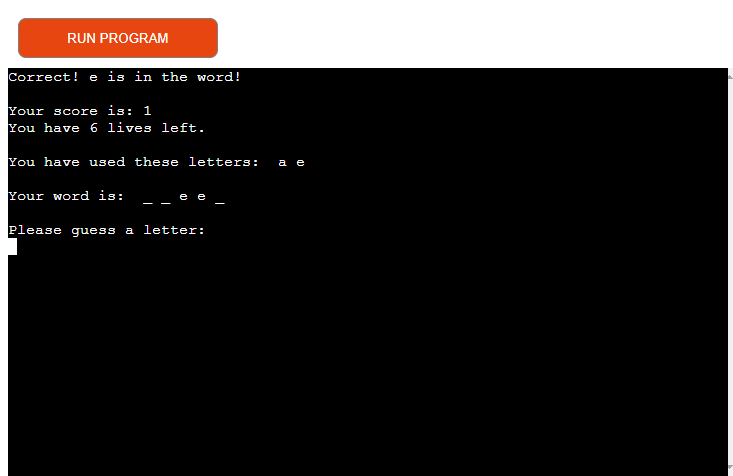 RUN PROGRAM
Correct! e is in the word!
Your score is: 1
You have 6 lives left.
You have used these letters:  a e
Your word is:  _ _ e e _
Please guess a letter: